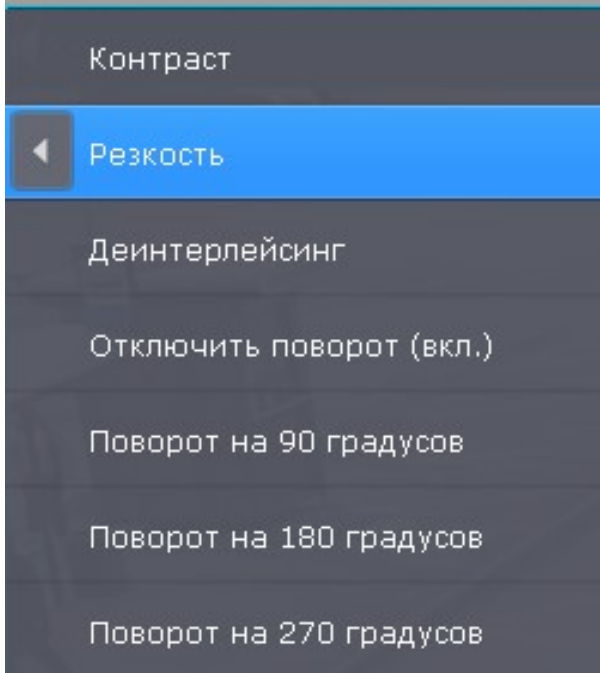 Контраст
Резкость
Деинтерлейсинг
Отключить поворот (вкл.)
Поворот на 90 градусов
Поворот на 180 градусов
Поворот на 270 градусов